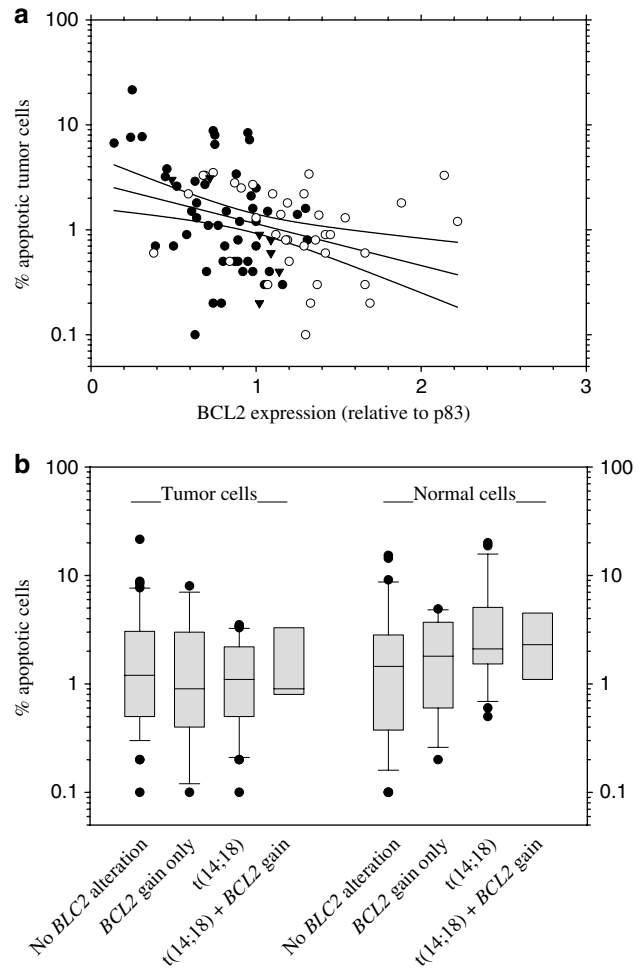 a
100
10
1
0.1
% apoptotic tumor cells
0 1 2 3
BCL2 expression (relative to p83)
b
100 100
Tumor cells Normal cells
10 10
1 1
0.1 0.1
% apoptotic cells
No BLC2 alteration
BCL2 gain only
t(14;18)
t(14;18) + BCL2 gain
No BLC2 alteration
BCL2 gain only
t(14;18)
t(14;18) + BCL2 gain